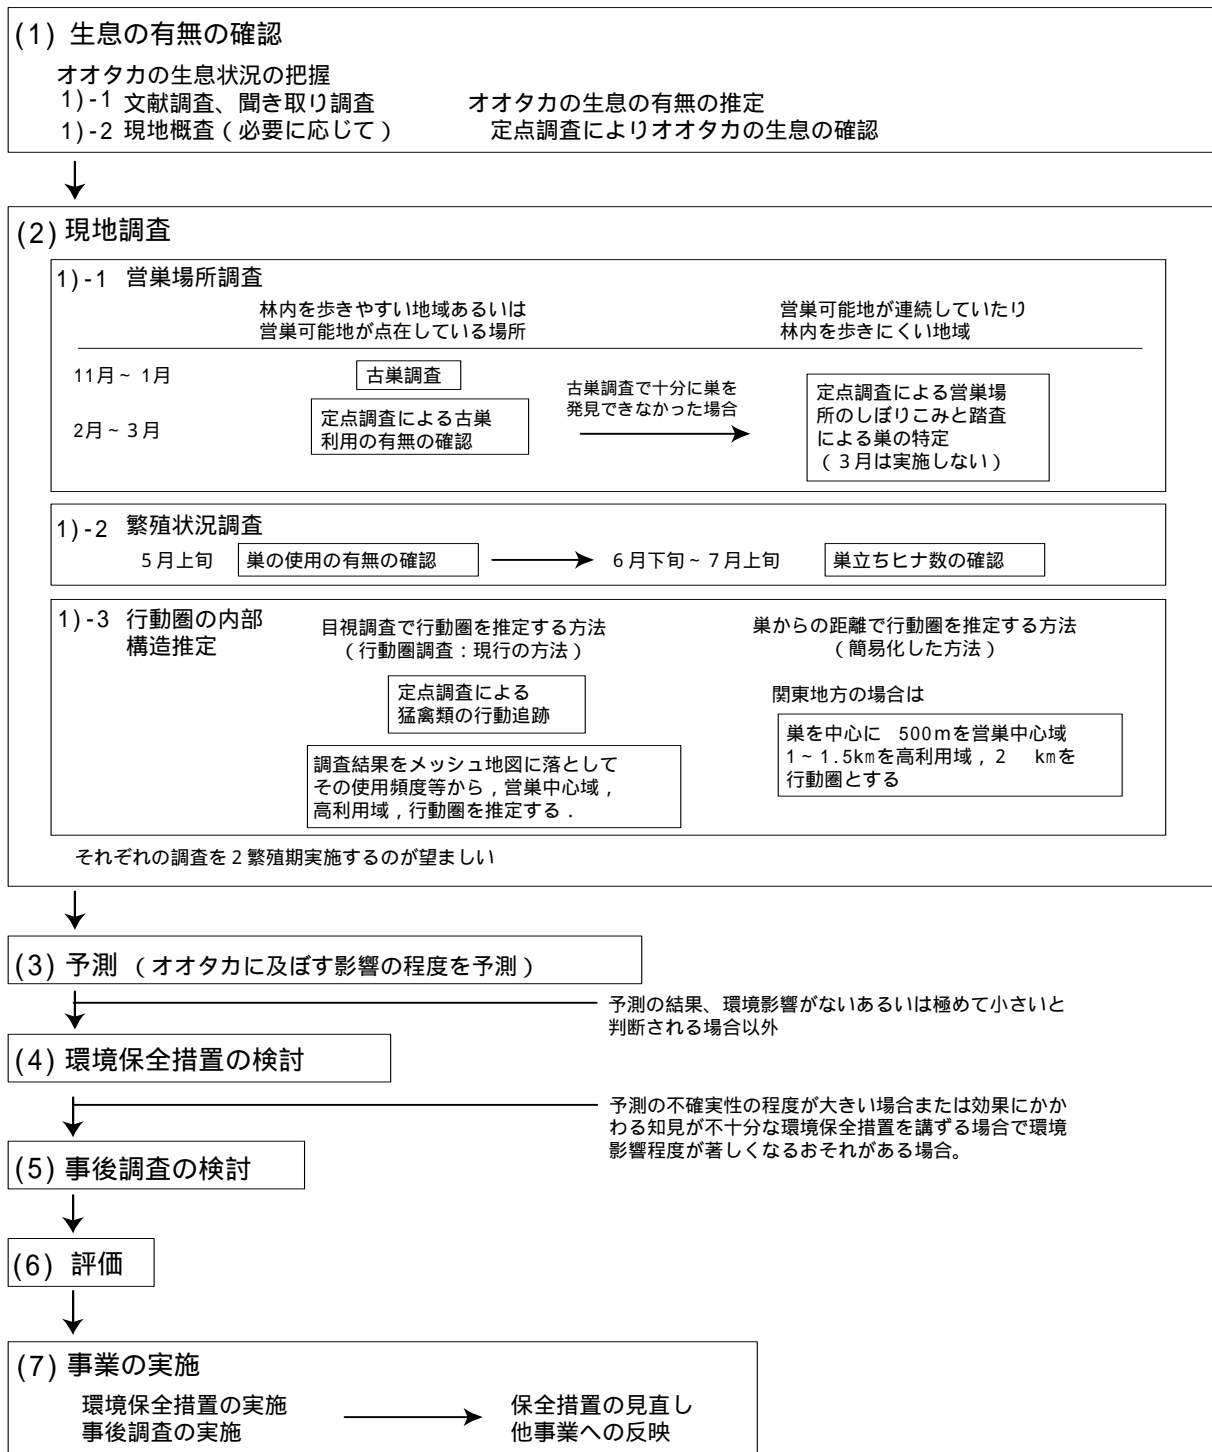 (1) 生息の有無の確認
オオタカの生息状況の把握
1)-1 文献調査、聞き取り調査 オオタカの生息の有無の推定
1)-2 現地概査（必要に応じて） 定点調査によりオオタカの生息の確認
(2) 現地調査
1)-1 営巣場所調査
林内を歩きやすい地域あるいは
営巣可能地が点在している場所
営巣可能地が連続していたり
林内を歩きにくい地域
11月～1月
古巣調査
2月～3月
定点調査による古巣
利用の有無の確認
古巣調査で十分に巣を
発見できなかった場合
定点調査による営巣場
所のしぼりこみと踏査
による巣の特定
（３月は実施しない）
1)-2 繁殖状況調査
５月上旬 巣の使用の有無の確認 ６月下旬～７月上旬 巣立ちヒナ数の確認
1)-3 行動圏の内部
構造推定
目視調査で行動圏を推定する方法
（行動圏調査：現行の方法）
定点調査による
猛禽類の行動追跡
調査結果をメッシュ地図に落として
その使用頻度等から，営巣中心域，
高利用域，行動圏を推定する．
巣からの距離で行動圏を推定する方法
（簡易化した方法）
関東地方の場合は
巣を中心に 500mを営巣中心域
1～1.5kmを高利用域，2 kmを
行動圏とする
それぞれの調査を２繁殖期実施するのが望ましい
(3) 予測（オオタカに及ぼす影響の程度を予測）
予測の結果、環境影響がないあるいは極めて小さいと
判断される場合以外
(4) 環境保全措置の検討
予測の不確実性の程度が大きい場合または効果にかか
わる知見が不十分な環境保全措置を講ずる場合で環境
影響程度が著しくなるおそれがある場合。
(5) 事後調査の検討
(6) 評価
(7) 事業の実施
環境保全措置の実施
事後調査の実施
保全措置の見直し
他事業への反映